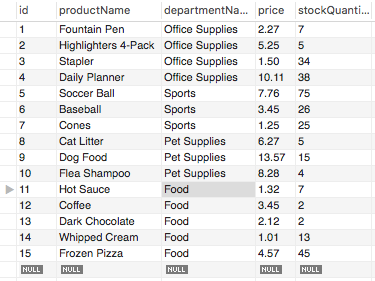 id productName departmentNa... price stockQuanti...
1 Fountain Pen Office Supplies 2.27 7
2 Highlighters 4-Pack Office Supplies 5.25 5
3 Stapler Office Supplies 1.50 34
4 Daily Planner Office Supplies 10.11 38
5 Soccer Ball Sports 7.76 75
6 Baseball Sports 3.45 26
7 Cones Sports 1.25 25
8 Cat Litter Pet Supplies 6.27 5
9 Dog Food Pet Supplies 13.57 15
10 Flea Shampoo Pet Supplies 8.28 4
11 Hot Sauce Food 1.32 7
12 Coffee Food 3.45 2
13 Dark Chocolate Food 2.12 2
14 Whipped Cream Food 1.01 13
15 Frozen Pizza Food 4.57 45
NULL NULL NULL NULL NULL